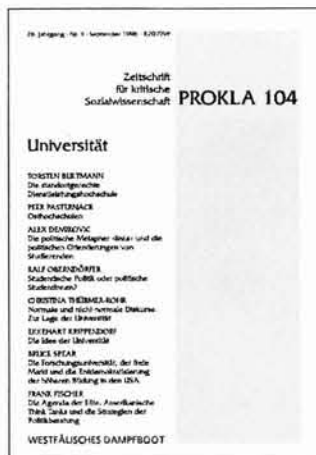 26. Jahrgang · Nr. 3 · September 1996 · E20729F
Zeitschrift
für kritische
Sozialwissenschaft PROKLA 104
Universität
TORSTEN BULTMANN
Die standortgerechte
Dienstleistungshochschule
PEER PASTERNACK
Osthochschulen
ALEX DEMIROVIC
Die politische Metapher »links« und die
politischen Orientierungen von
Studierenden
RALF OBERNDÖRFER
Studentische Politik oder politische
StudentInnen?
CHRISTINA THÜRMER-ROHR
Normale und nicht-normale Diskurse.
Zur Lage der Universität
EKKEHART KRIPPENDORF
Die Idee der Universität
BRUCE SPEAR
Die Forschungsuniversität, der freie
Markt und die Entdemokratisierung
der höheren Bildung in den USA
FRANK FISCHER
Die Agenda der Elite. Amerikanische
Think Tanks und die Strategien der
Politikberatung
WESTFÄLISCHES DAMPFBOOT